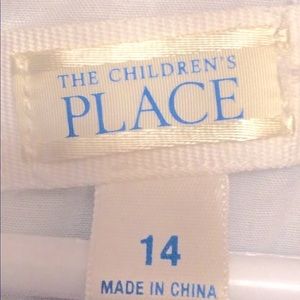 THE CHILDREN'S
PLACE
14
MADE IN CHINA